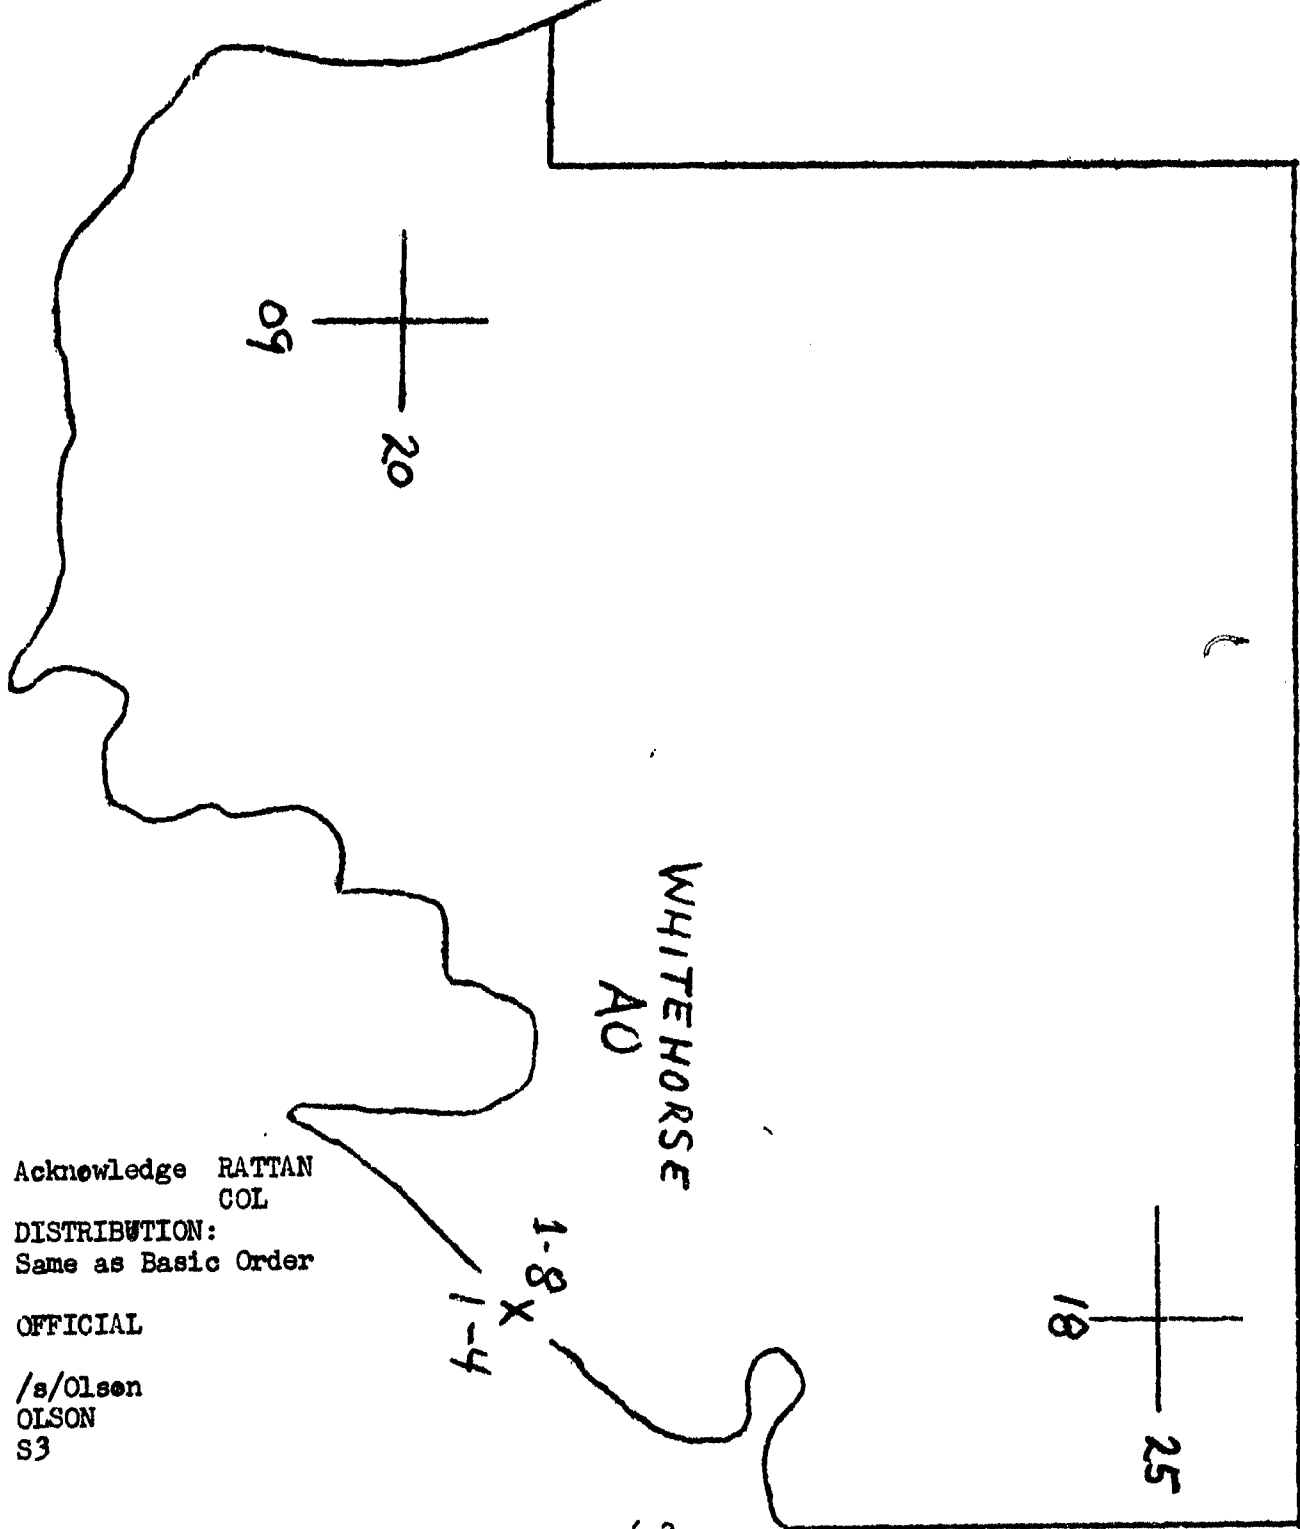 09
20
WHITEHORSE
AO
1-8
X
1-4
18
25
Acknowledge RATTAN
COL
DISTRIBUTION:
Same as Basic Order
OFFICIAL
/s/Olson
OLSON
S3